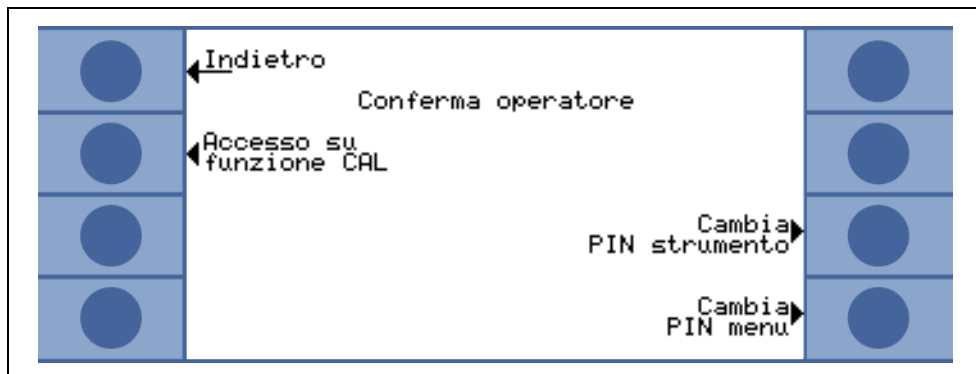 Indietro
Conferma operatore
Accesso su
funzione CAL
Cambia
PIN strumento
Cambia
PIN menu